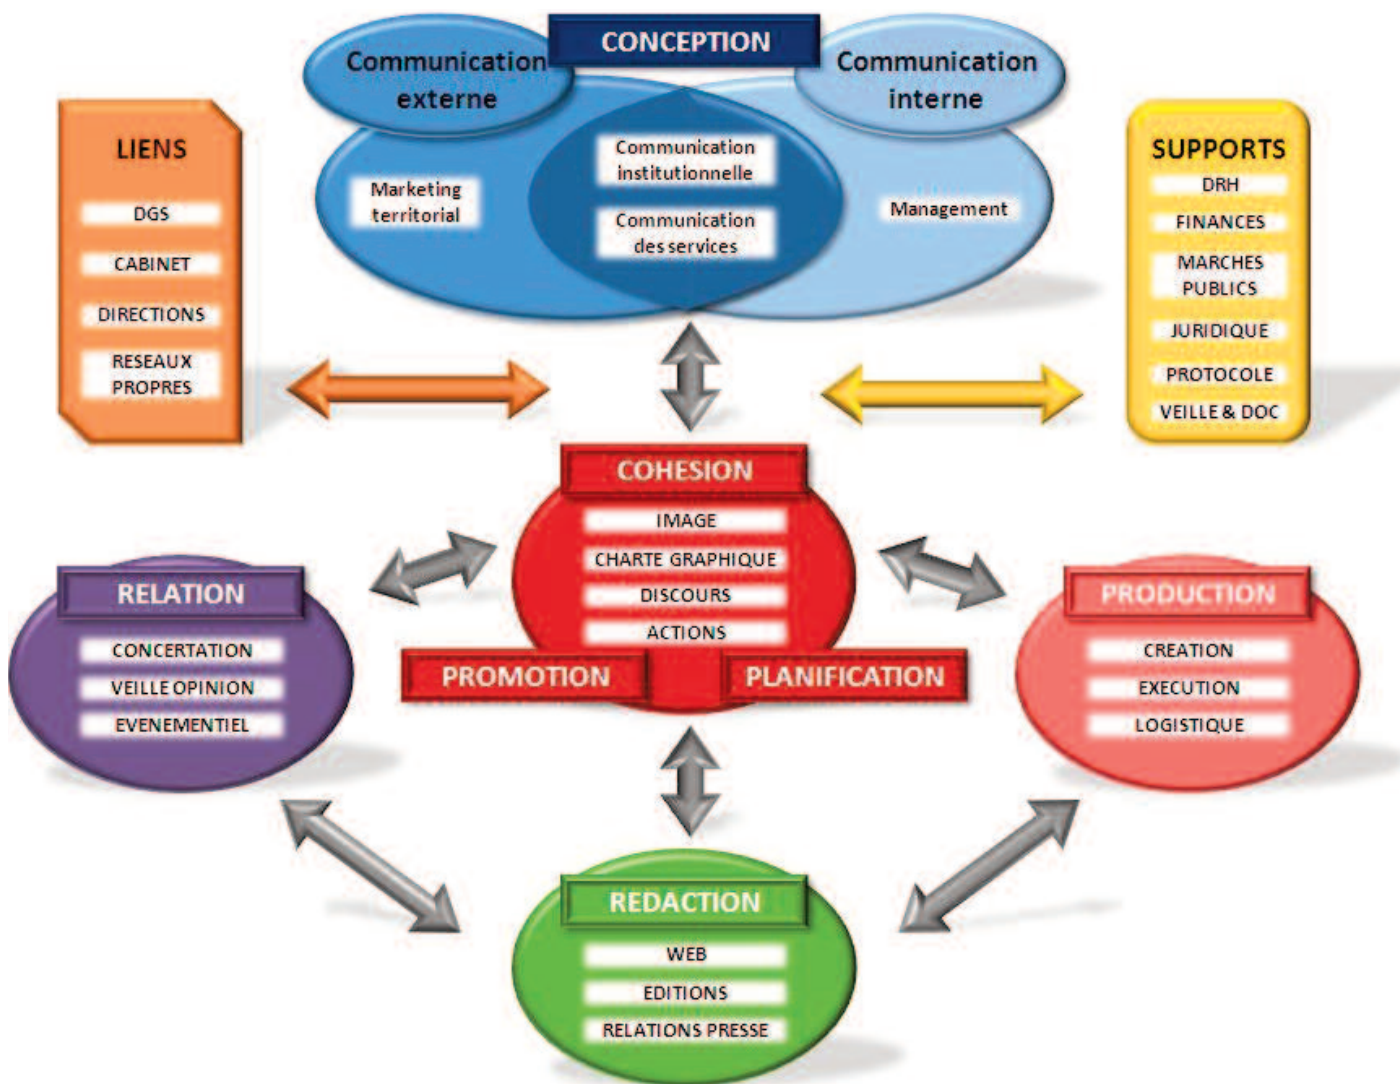 CONCEPTION
Communication
externe
Communication
interne
Marketing
territorial
Communication
institutionnelle
Communication
des services
Management
LIENS
DGS
CABINET
DIRECTIONS
RESEAUX
PROPRES
SUPPORTS
DRH
FINANCES
MARCHES
PUBLICS
JURIDIQUE
PROTOCOLE
VEILLE & DOC
COHESION
IMAGE
CHARTE GRAPHIQUE
DISCOURS
ACTIONS
PROMOTION
PLANIFICATION
RELATION
CONCERTATION
VEILLE OPINION
EVENEMENTIEL
PRODUCTION
CREATION
EXECUTION
LOGISTIQUE
REDACTION
WEB
EDITIONS
RELATIONS PRESSE